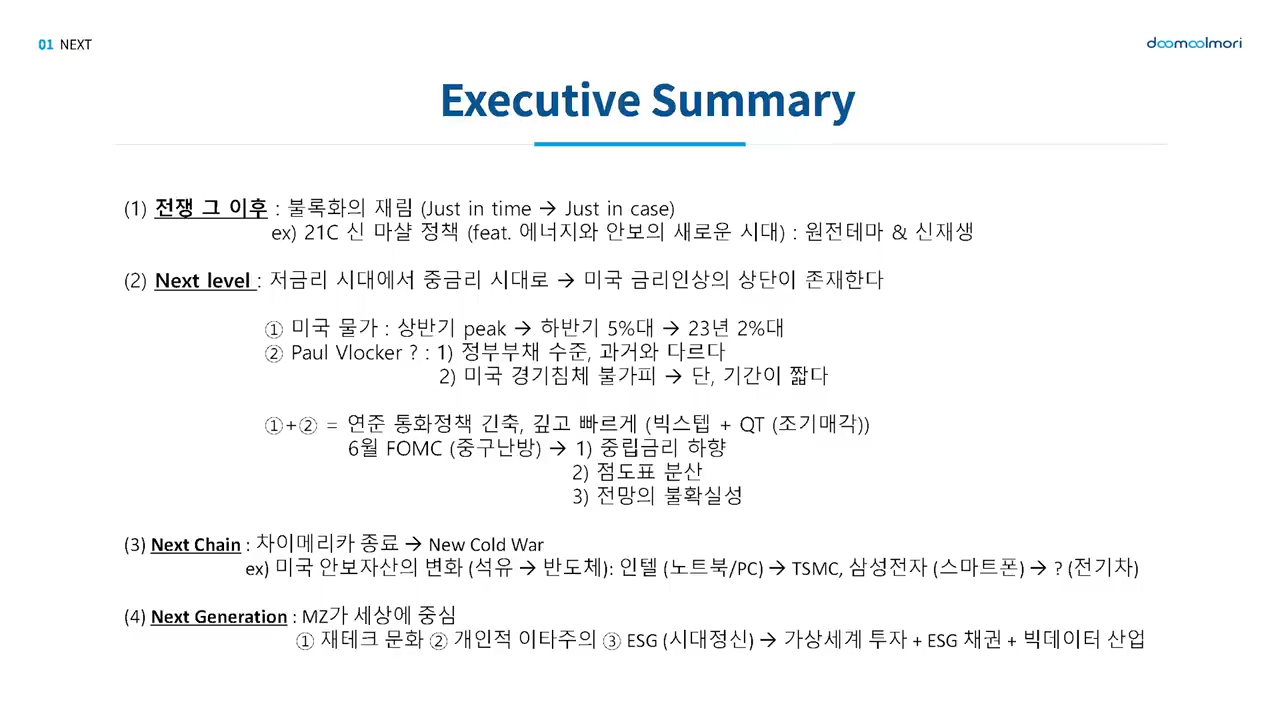 01 NEXT
doomoolmori
Executive Summary
(1) 전쟁 그 이후 : 불록화의 재림 (Just in time → Just in case)
ex) 21C 신 마샬 정책 (feat. 에너지와 안보의 새로운 시대) : 원전테마 & 신재생
(2) Next level : 저금리 시대에서 중금리 시대로 → 미국 금리인상의 상단이 존재한다
① 미국 물가 : 상반기 peak → 하반기 5%대 → 23년 2%대
② Paul Vlocker ? : 1) 정부부채 수준, 과거와 다르다
2) 미국 경기침체 불가피 → 단, 기간이 짧다
①+② = 연준 통화정책 긴축, 깊고 빠르게 (빅스텝 + QT (조기매각))
6월 FOMC (중구난방) → 1) 중립금리 하향
2) 점도표 분산
3) 전망의 불확실성
(3) Next Chain : 차이메리카 종료 → New Cold War
ex) 미국 안보자산의 변화 (석유 → 반도체): 인텔 (노트북/PC) → TSMC, 삼성전자 (스마트폰) → ? (전기차)
(4) Next Generation : MZ가 세상에 중심
① 재테크 문화 ② 개인적 이타주의 ③ ESG (시대정신) → 가상세계 투자 + ESG 채권 + 빅데이터 산업